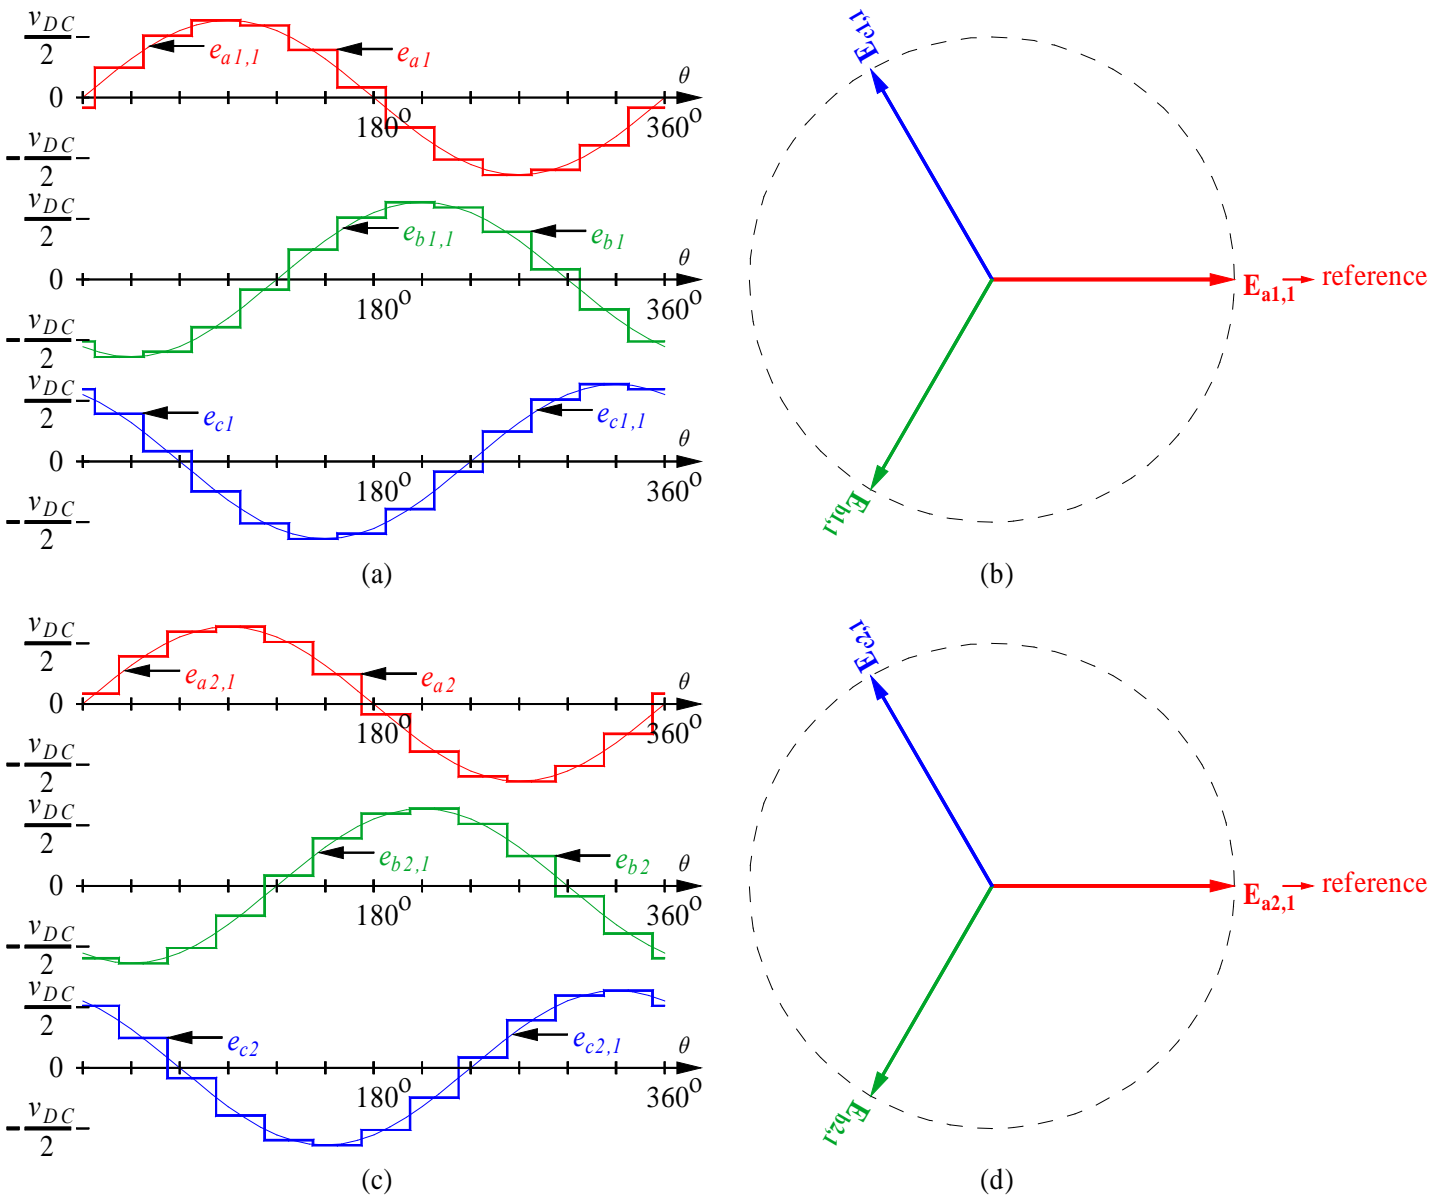 v_DC/2
e_a1,1
e_a1
θ
0
180°
360°
-v_DC/2
v_DC/2
e_b1,1
e_b1
θ
0
180°
360°
-v_DC/2
v_DC/2
e_c1
e_c1,1
θ
0
180°
360°
-v_DC/2
(a)
E_c1,1
E_a1,1
reference
E_b1,1
(b)
v_DC/2
e_a2,1
e_a2
θ
0
180°
360°
-v_DC/2
v_DC/2
e_b2,1
e_b2
θ
0
180°
360°
-v_DC/2
v_DC/2
e_c2
e_c2,1
θ
0
180°
360°
-v_DC/2
(c)
E_c2,1
E_a2,1
reference
E_b2,1
(d)